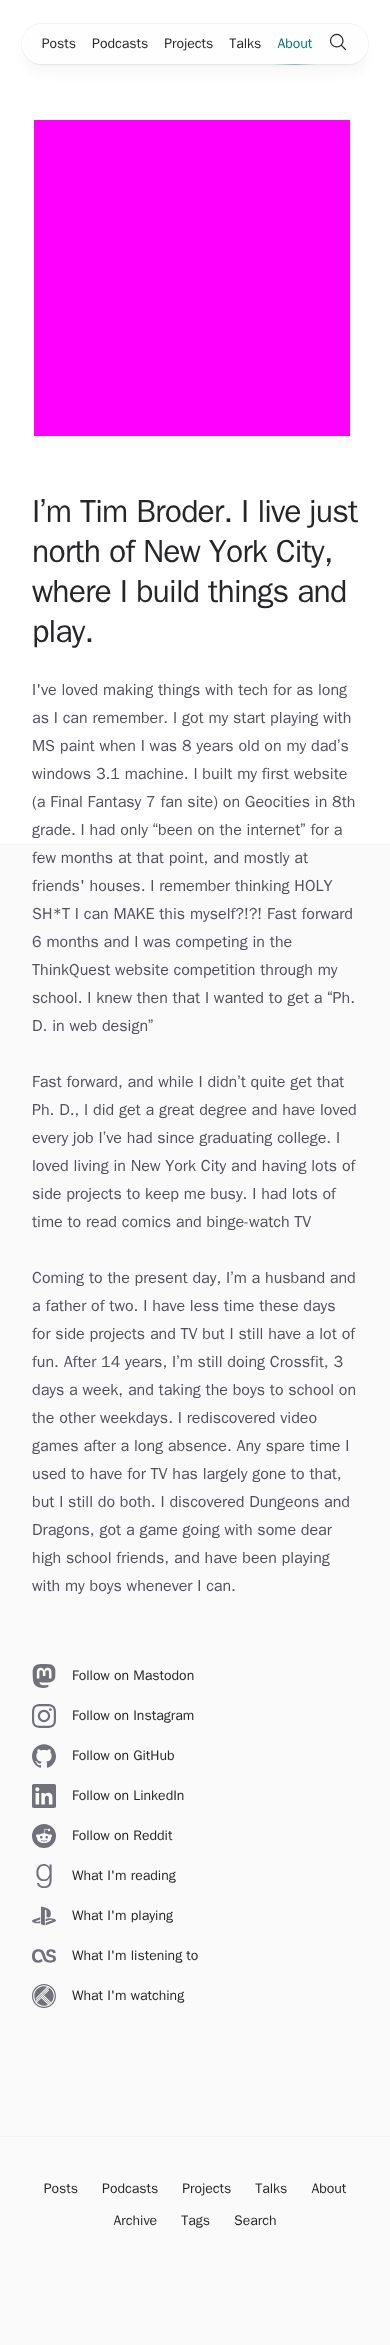 Posts Podcasts Projects Talks About
I’m Tim Broder. I live just
north of New York City,
where I build things and
play.
I've loved making things with tech for as long
as I can remember. I got my start playing with
MS paint when I was 8 years old on my dad’s
windows 3.1 machine. I built my first website
(a Final Fantasy 7 fan site) on Geocities in 8th
grade. I had only “been on the internet” for a
few months at that point, and mostly at
friends' houses. I remember thinking HOLY
SH*T I can MAKE this myself?!?! Fast forward
6 months and I was competing in the
ThinkQuest website competition through my
school. I knew then that I wanted to get a “Ph.
D. in web design”
Fast forward, and while I didn’t quite get that
Ph. D., I did get a great degree and have loved
every job I’ve had since graduating college. I
loved living in New York City and having lots of
side projects to keep me busy. I had lots of
time to read comics and binge-watch TV
Coming to the present day, I’m a husband and
a father of two. I have less time these days
for side projects and TV but I still have a lot of
fun. After 14 years, I’m still doing Crossfit, 3
days a week, and taking the boys to school on
the other weekdays. I rediscovered video
games after a long absence. Any spare time I
used to have for TV has largely gone to that,
but I still do both. I discovered Dungeons and
Dragons, got a game going with some dear
high school friends, and have been playing
with my boys whenever I can.
Follow on Mastodon
Follow on Instagram
Follow on GitHub
Follow on LinkedIn
Follow on Reddit
What I'm reading
What I'm playing
What I'm listening to
What I'm watching
Posts Podcasts Projects Talks About
Archive Tags Search